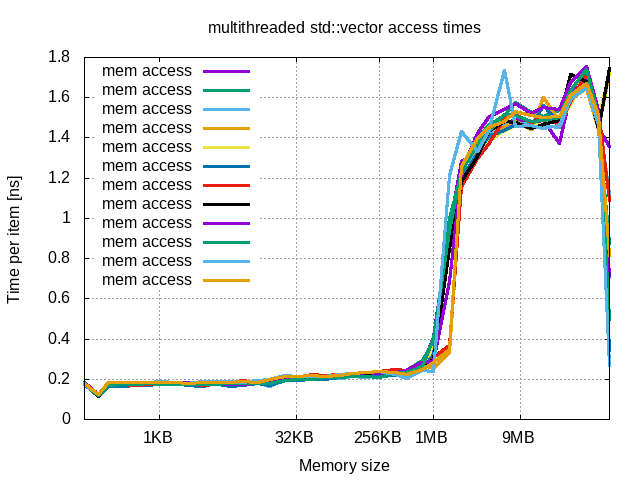 multithreaded std::vector access times
1.8
1.6
1.4
1.2
1
0.8
0.6
0.4
0.2
0
Time per item [ns]
mem access
mem access
mem access
mem access
mem access
mem access
mem access
mem access
mem access
mem access
mem access
mem access
1KB 32KB 256KB 1MB 9MB
Memory size